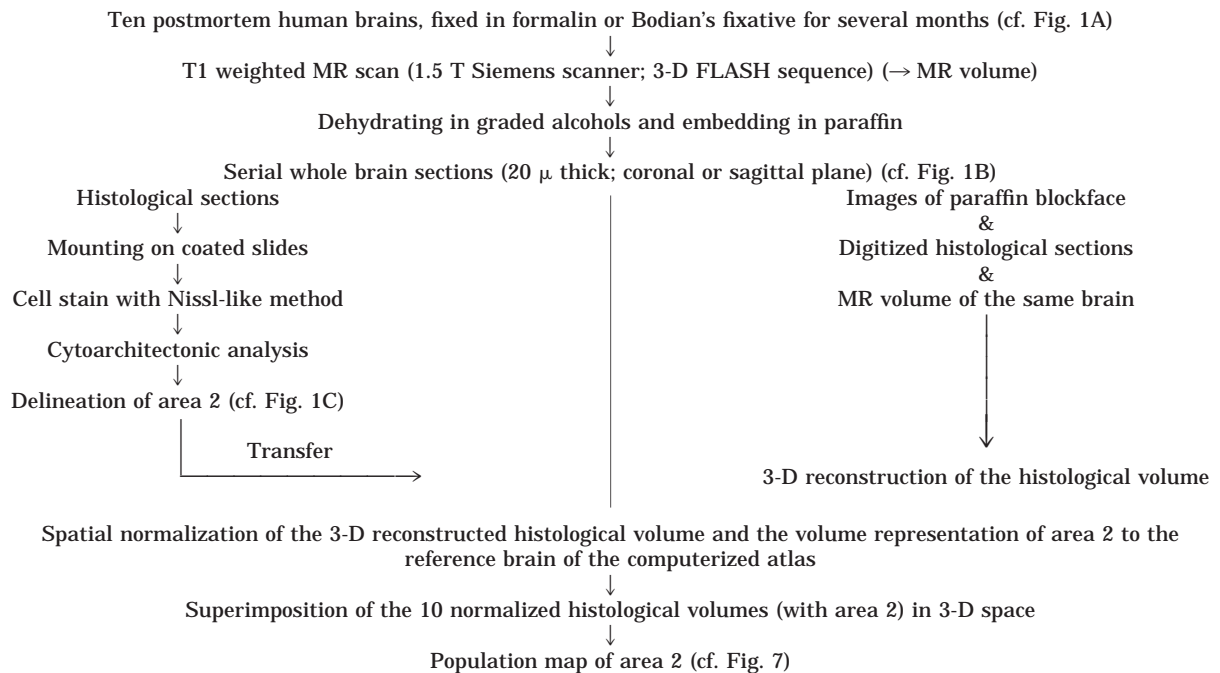 Ten postmortem human brains, fixed in formalin or Bodian's fixative for several months (cf. Fig. 1A)
↓
T1 weighted MR scan (1.5 T Siemens scanner; 3-D FLASH sequence) (→ MR volume)
↓
Dehydrating in graded alcohols and embedding in paraffin
↓
Serial whole brain sections (20 μ thick; coronal or sagittal plane) (cf. Fig. 1B)
Histological sections
↓
Mounting on coated slides
↓
Cell stain with Nissl-like method
↓
Cytoarchitectonic analysis
↓
Delineation of area 2 (cf. Fig. 1C)
Transfer
Images of paraffin blockface
&
Digitized histological sections
&
MR volume of the same brain
3-D reconstruction of the histological volume
Spatial normalization of the 3-D reconstructed histological volume and the volume representation of area 2 to the
reference brain of the computerized atlas
↓
Superimposition of the 10 normalized histological volumes (with area 2) in 3-D space
↓
Population map of area 2 (cf. Fig. 7)